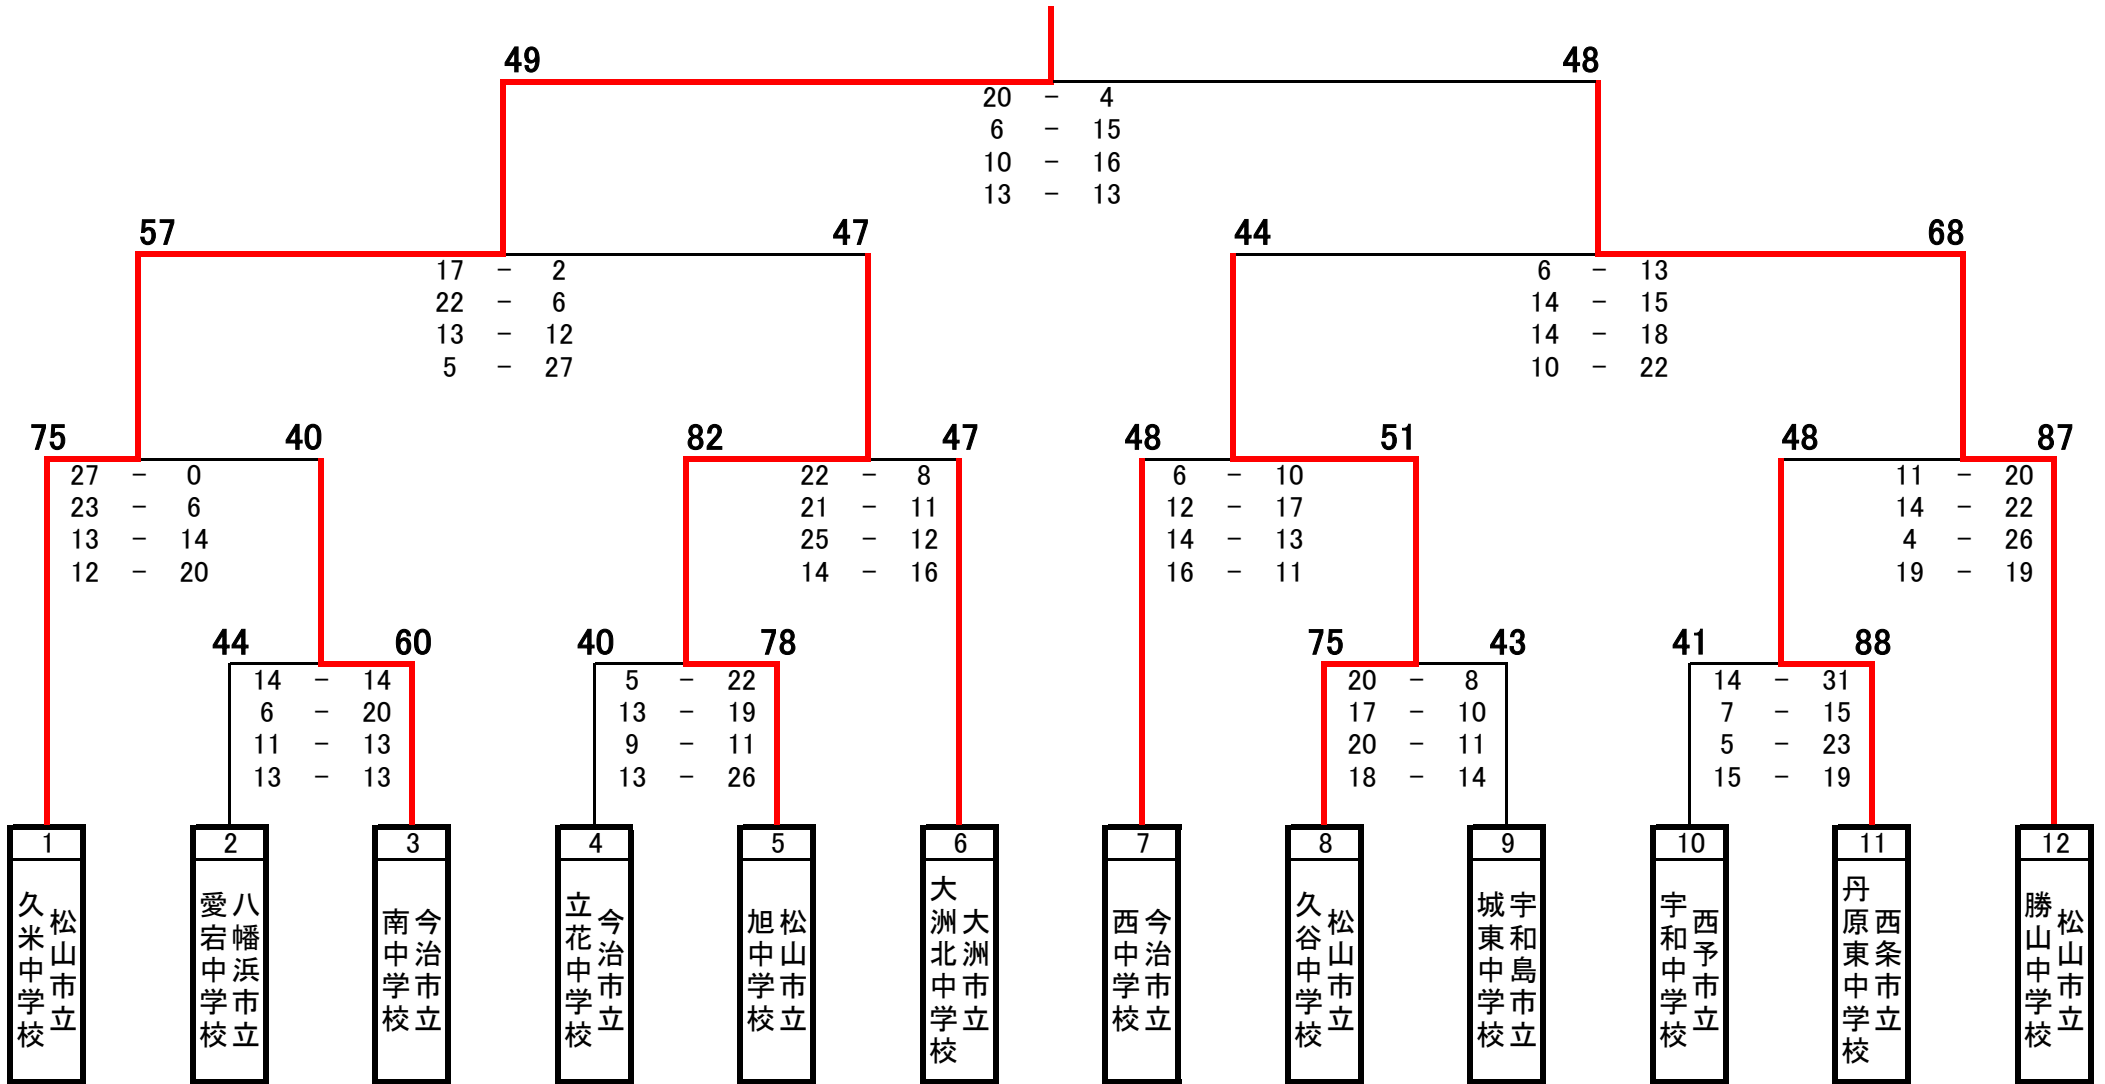 49 48
20 - 4
6 - 15
10 - 16
13 - 13
57 47
17 - 2
22 - 6
13 - 12
5 - 27
44 68
6 - 13
14 - 15
14 - 18
10 - 22
75 40
27 - 0
23 - 6
13 - 14
12 - 20
82 47
22 - 8
21 - 11
25 - 12
14 - 16
48 51
6 - 10
12 - 17
14 - 13
16 - 11
48 87
11 - 20
14 - 22
4 - 26
19 - 19
44 60
14 - 14
6 - 20
11 - 13
13 - 13
40 78
5 - 22
13 - 19
9 - 11
13 - 26
75 43
20 - 8
17 - 10
20 - 11
18 - 14
41 88
14 - 31
7 - 15
5 - 23
15 - 19
1
松山市立
久米中学校
2
八幡浜市立
愛宕中学校
3
今治市立
南中学校
4
今治市立
立花中学校
5
松山市立
旭中学校
6
大洲市立
大洲北中学校
7
今治市立
西中学校
8
松山市立
久谷中学校
9
宇和島市立
城東中学校
10
西予市立
宇和中学校
11
西条市立
丹原東中学校
12
松山市立
勝山中学校